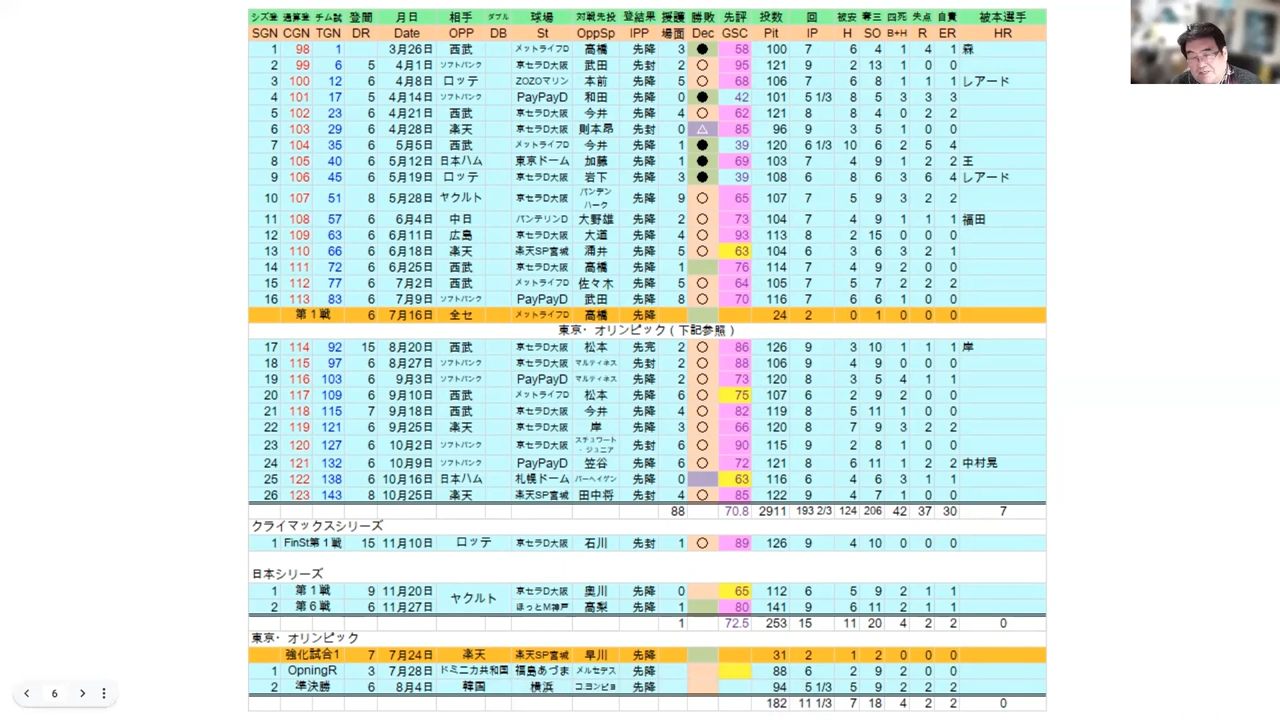 シズ登 通算登 チム試 登間 月日 相手 ダブル 球場 対戦先投 登結果 援護 勝敗 先評 投数 回 被安 奪三 四死 失点 自責 被本選手
SGN CGN TGN DR Date OPP DB St OppSp IPP 場面 Dec GSC Pit IP H SO B+H R ER HR
1 98 1 3月26日 西武 メットライフD 高橋 先降 3 ● 58 100 7 6 4 1 4 1 森
2 99 6 5 4月1日 ソフトバンク 京セラD大阪 武田 先封 2 ○ 95 121 9 2 13 1 0 0
3 100 12 6 4月8日 ロッテ ZOZOマリン 本前 先降 5 ○ 68 106 7 6 8 1 1 1 レアード
4 101 17 5 4月14日 ソフトバンク PayPayD 和田 先降 0 ● 42 101 5 1/3 8 5 3 3 3
5 102 23 6 4月21日 西武 京セラD大阪 今井 先降 4 ○ 62 121 8 8 4 0 2 2
6 103 29 6 4月28日 楽天 京セラD大阪 則本昂 先封 0 △ 85 96 9 3 5 1 0 0
7 104 35 6 5月5日 西武 メットライフD 今井 先降 1 ● 39 120 6 1/3 10 6 2 5 4
8 105 40 6 5月12日 日本ハム 東京ドーム 加藤 先降 1 ● 69 103 7 4 9 1 2 2 王
9 106 45 6 5月19日 ロッテ 京セラD大阪 岩下 先降 3 ● 39 108 6 8 6 3 6 4 レアード
10 107 51 8 5月28日 ヤクルト 京セラD大阪 バンデンハーク 先降 9 ○ 65 107 7 5 9 3 2 2
11 108 57 6 6月4日 中日 バンテリンD 大野雄 先降 2 ○ 73 104 7 4 9 1 1 1 福田
12 109 63 6 6月11日 広島 京セラD大阪 大道 先降 4 ○ 93 113 8 2 15 0 0 0
13 110 66 6 6月18日 楽天 楽天SP宮城 涌井 先降 5 ○ 63 104 6 3 6 3 2 1
14 111 72 6 6月25日 西武 京セラD大阪 高橋 先降 1 76 114 7 4 9 2 0 0
15 112 77 6 7月2日 西武 メットライフD 佐々木 先降 5 ○ 64 105 7 5 7 2 2 2
16 113 83 6 7月9日 ソフトバンク PayPayD 武田 先降 8 ○ 70 116 7 6 6 1 0 0
第1戦 6 7月16日 全セ メットライフD 高橋 先降 24 2 0 1 0 0 0
東京・オリンピック(下記参照)
17 114 92 15 8月20日 西武 京セラD大阪 松本 先完 2 ○ 86 126 9 3 10 1 1 1 岸
18 115 97 6 8月27日 ソフトバンク 京セラD大阪 マルティネス 先封 2 ○ 88 106 9 4 9 0 0 0
19 116 103 6 9月3日 ソフトバンク PayPayD マルティネス 先降 2 ○ 73 120 8 3 5 4 1 1
20 117 109 6 9月10日 西武 メットライフD 松本 先降 6 ○ 75 107 6 2 9 2 0 0
21 118 115 7 9月18日 西武 京セラD大阪 今井 先降 4 ○ 82 119 8 5 11 1 0 0
22 119 121 6 9月25日 楽天 京セラD大阪 岸 先降 3 ○ 66 120 8 7 9 3 2 2
23 120 127 6 10月2日 ソフトバンク 京セラD大阪 スチュワート・ジュニア 先封 6 ○ 90 115 9 2 8 1 0 0
24 121 132 6 10月9日 ソフトバンク PayPayD 笠谷 先降 6 ○ 72 121 8 6 11 1 2 2 中村晃
25 122 138 6 10月16日 日本ハム 札幌ドーム バーヘイゲン 先降 0 63 116 6 4 6 3 1 1
26 123 143 8 10月25日 楽天 楽天SP宮城 田中将 先封 4 ○ 85 122 9 4 7 1 0 0
88 70.8 2911 193 2/3 124 206 42 37 30 7
クライマックスシリーズ
1 FinSt第1戦 15 11月10日 ロッテ 京セラD大阪 石川 先封 1 ○ 89 126 9 4 10 0 0 0
日本シリーズ
1 第1戦 9 11月20日 ヤクルト 京セラD大阪 奥川 先降 0 65 112 6 5 9 2 1 1
2 第6戦 6 11月27日 ほっとM神戸 高梨 先降 1 80 141 9 6 11 2 1 1
1 72.5 253 15 11 20 4 2 2 0
東京・オリンピック
強化試合1 7 7月24日 楽天 楽天SP宮城 早川 先降 31 2 1 2 0 0 0
1 OpningR 3 7月28日 ドミニカ共和国 福島あづま メルセデス 先降 88 6 2 9 2 0 0
2 準決勝 6 8月4日 韓国 横浜 コ.ヨンピョ 先降 94 5 1/3 5 9 2 2 2
182 11 1/3 7 18 4 2 2 0
6